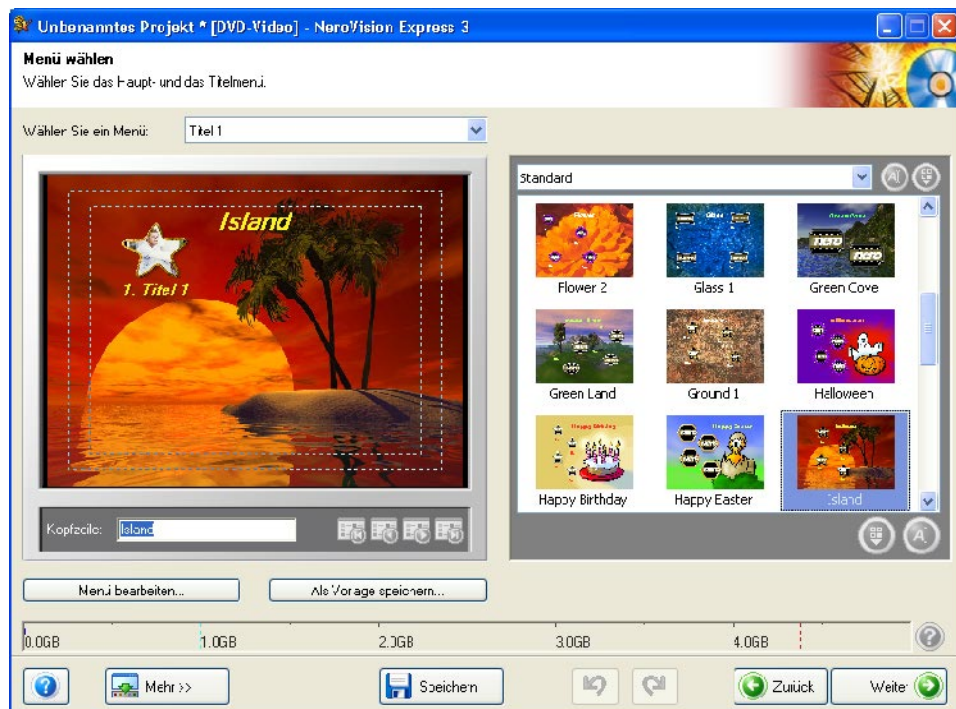 Unbenanntes Projekt * [DVD-Video] - NeroVision Express 3
Menü wählen
Wählen Sie das Haupt- und das Titelmenü.
Wählen Sie ein Menü: Titel 1
Standard
Island
1. Titel 1
Flower 2 Glass 1 Green Cove
Green Land Ground 1 Halloween
Happy Birthday Happy Easter Island
Kopfzeile: Island
Menü bearbeiten... Als Vorlage speichern...
0.0GB 1.0GB 2.0GB 3.0GB 4.0GB
Mehr >> Speichern Zurück Weiter